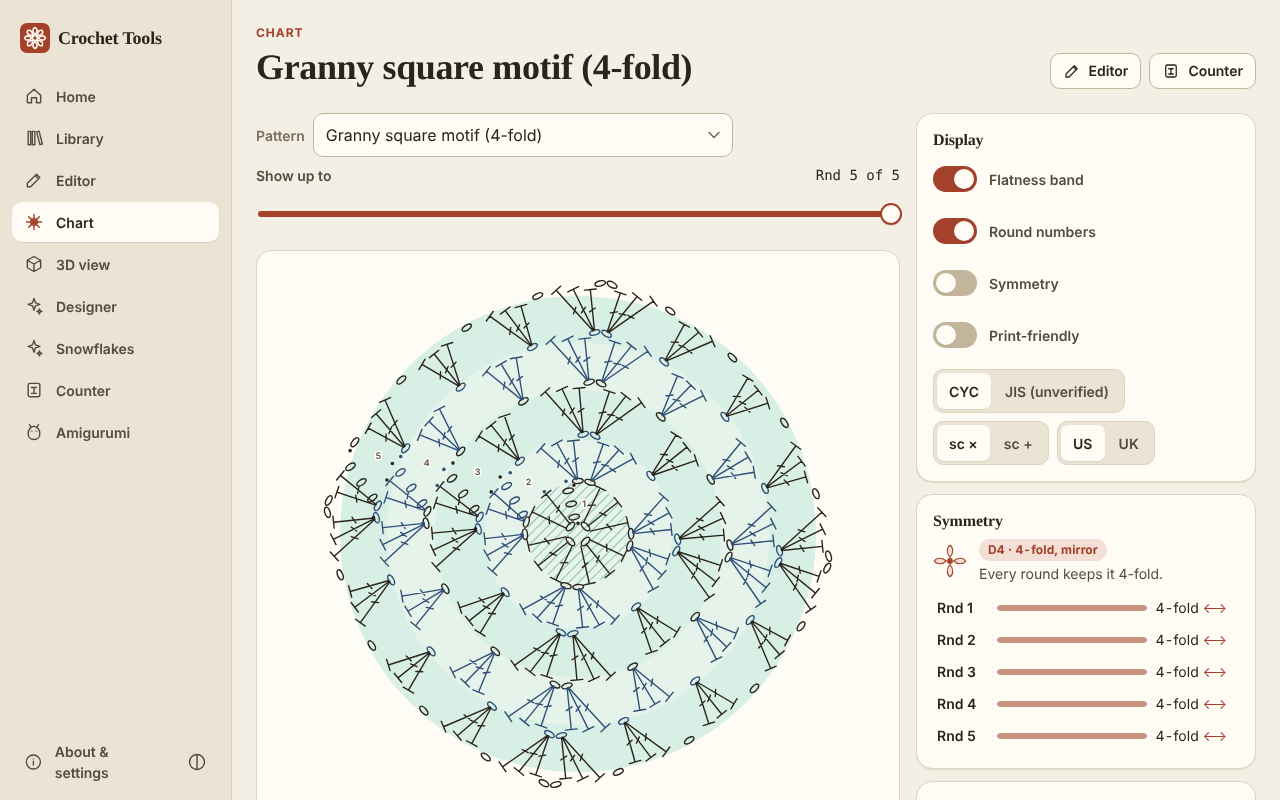 Crochet Tools
Home
Library
Editor
Chart
3D view
Designer
Snowflakes
Counter
Amigurumi
About &
settings
CHART
Granny square motif (4-fold)
Editor
Counter
Pattern
Granny square motif (4-fold)
Show up to
Rnd 5 of 5
5
4
3
2
1
Display
Flatness band
Round numbers
Symmetry
Print-friendly
CYC
JIS (unverified)
sc ×
sc +
US
UK
Symmetry
D4 · 4-fold, mirror
Every round keeps it 4-fold.
Rnd 1 4-fold ↔
Rnd 2 4-fold ↔
Rnd 3 4-fold ↔
Rnd 4 4-fold ↔
Rnd 5 4-fold ↔